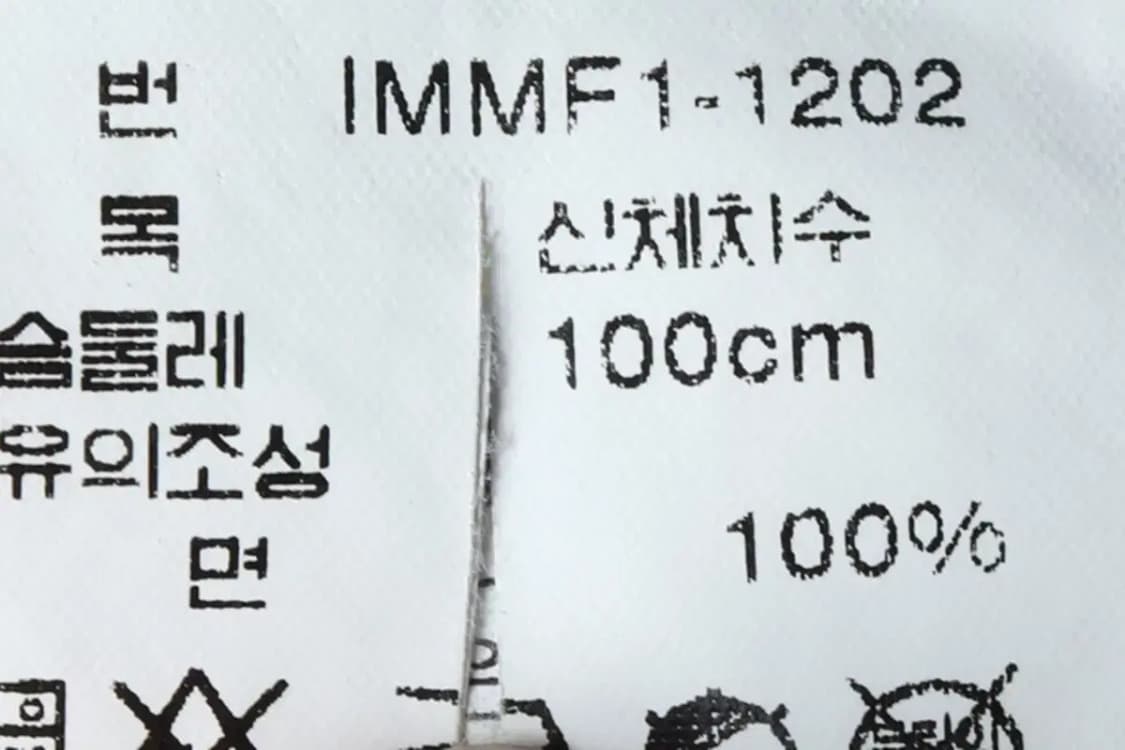 번 IMMF1-1202
목 신체치수
슴둘레 100cm
유의조성
면 100%